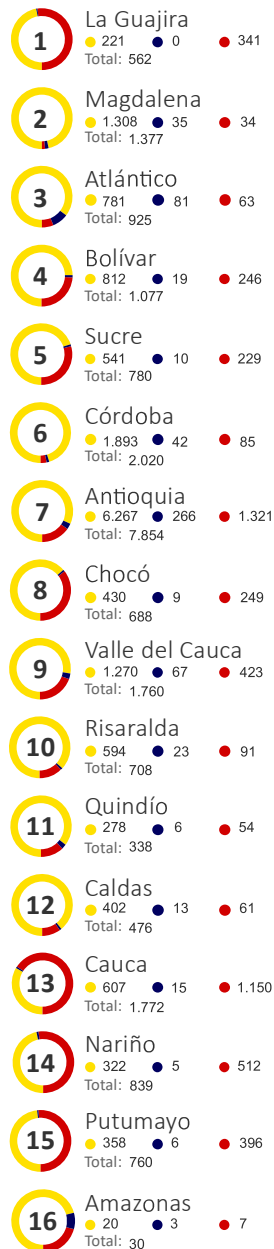 1
La Guajira
221 0 341
Total: 562
2
Magdalena
1.308 35 34
Total: 1.377
3
Atlántico
781 81 63
Total: 925
4
Bolívar
812 19 246
Total: 1.077
5
Sucre
541 10 229
Total: 780
6
Córdoba
1.893 42 85
Total: 2.020
7
Antioquia
6.267 266 1.321
Total: 7.854
8
Chocó
430 9 249
Total: 688
9
Valle del Cauca
1.270 67 423
Total: 1.760
10
Risaralda
594 23 91
Total: 708
11
Quindío
278 6 54
Total: 338
12
Caldas
402 13 61
Total: 476
13
Cauca
607 15 1.150
Total: 1.772
14
Nariño
322 5 512
Total: 839
15
Putumayo
358 6 396
Total: 760
16
Amazonas
20 3 7
Total: 30